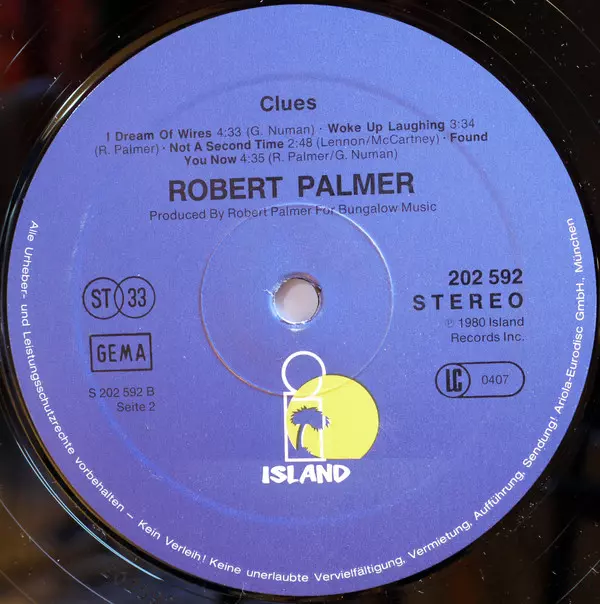 Clues
I Dream Of Wires 4:33 (G. Numan) · Woke Up Laughing 3:34
(R. Palmer) · Not A Second Time 2:48 (Lennon/McCartney) · Found
You Now 4:35 (R. Palmer/G. Numan)
ROBERT PALMER
Produced By Robert Palmer For Bungalow Music
ST 33
GEMA
S 202 592 B
Seite 2
202 592
STEREO
℗ 1980 Island
Records Inc.
LC 0407
ISLAND
Alle Urheber- und Leistungsschutzrechte vorbehalten – Kein Verleih! Keine unerlaubte Vervielfältigung, Vermietung, Aufführung, Sendung! Ariola-Eurodisc GmbH., München